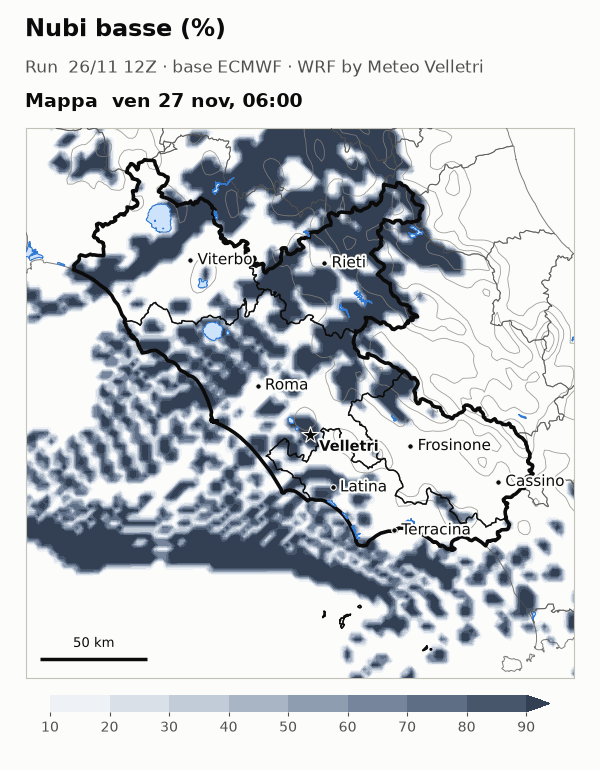 Nubi basse (%)
Run  26/11 12Z · base ECMWF · WRF by Meteo Velletri
Mappa  ven 27 nov, 06:00
Viterbo
Rieti
Roma
Velletri
Frosinone
Latina
Cassino
Terracina
50 km
10 20 30 40 50 60 70 80 90